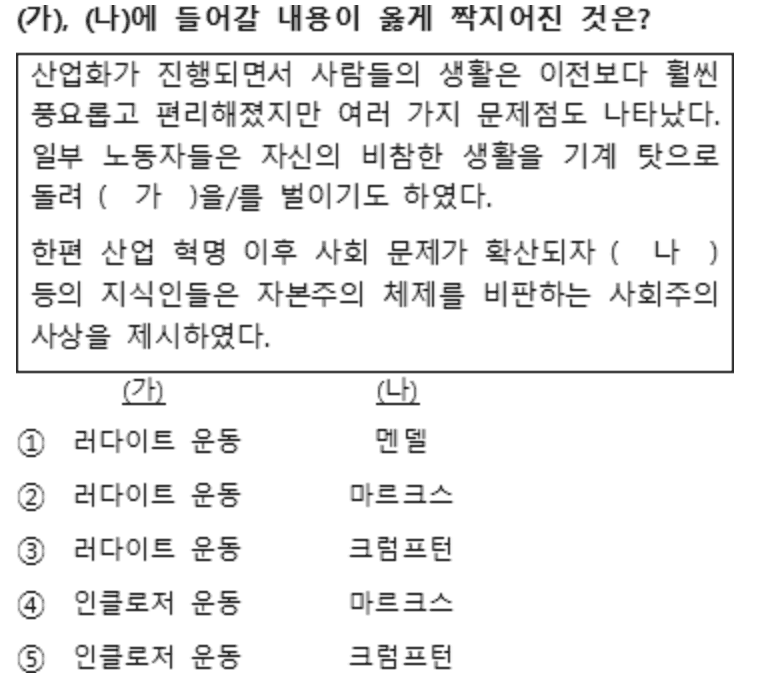 (가), (나)에 들어갈 내용이 옳게 짝지어진 것은?
산업화가 진행되면서 사람들의 생활은 이전보다 훨씬
풍요롭고 편리해졌지만 여러 가지 문제점도 나타났다.
일부 노동자들은 자신의 비참한 생활을 기계 탓으로
돌려 ( 가 )을/를 벌이기도 하였다.
한편 산업 혁명 이후 사회 문제가 확산되자 ( 나 )
등의 지식인들은 자본주의 체제를 비판하는 사회주의
사상을 제시하였다.
(가) (나)
① 러다이트 운동 멘델
② 러다이트 운동 마르크스
③ 러다이트 운동 크럼프턴
④ 인클로저 운동 마르크스
⑤ 인클로저 운동 크럼프턴